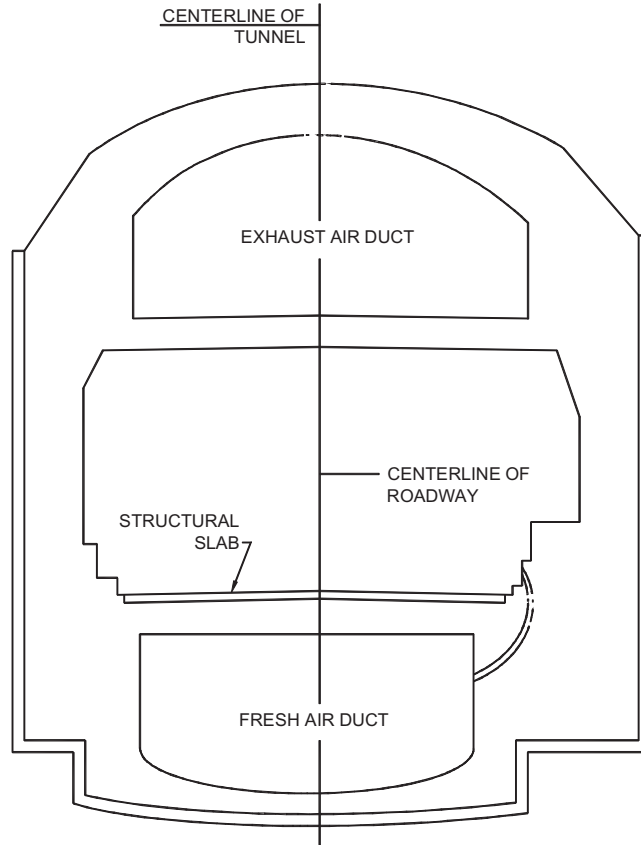 CENTERLINE OF
TUNNEL
EXHAUST AIR DUCT
CENTERLINE OF
ROADWAY
STRUCTURAL
SLAB
FRESH AIR DUCT